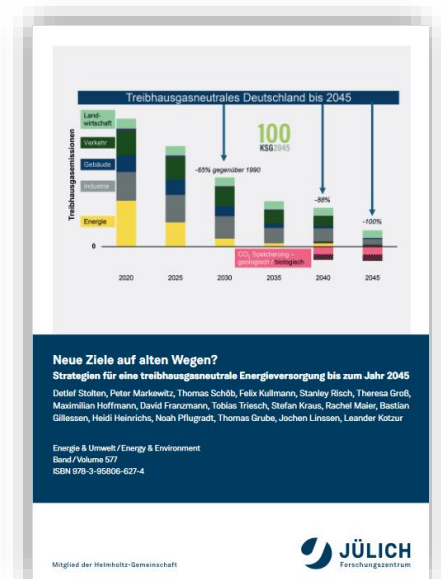 Treibhausgasneutrales Deutschland bis 2045
Treibhausgasemissionen
Land-
wirtschaft
Verkehr
Gebäude
Industrie
Energie
0
100
KSG2045
-65% gegenüber 1990
-88%
-100%
CO₂ Speicherung –
geologisch / biologisch
2020 2025 2030 2035 2040 2045
Neue Ziele auf alten Wegen?
Strategien für eine treibhausgasneutrale Energieversorgung bis zum Jahr 2045
Detlef Stolten, Peter Markewitz, Thomas Schöb, Felix Kullmann, Stanley Risch, Theresa Groß,
Maximilian Hoffmann, David Franzmann, Tobias Triesch, Stefan Kraus, Rachel Maier, Bastian
Gillessen, Heidi Heinrichs, Noah Pflugradt, Thomas Grube, Jochen Linssen, Leander Kotzur
Energie & Umwelt / Energy & Environment
Band / Volume 577
ISBN 978-3-95806-627-4
Mitglied der Helmholtz-Gemeinschaft
JÜLICH
Forschungszentrum